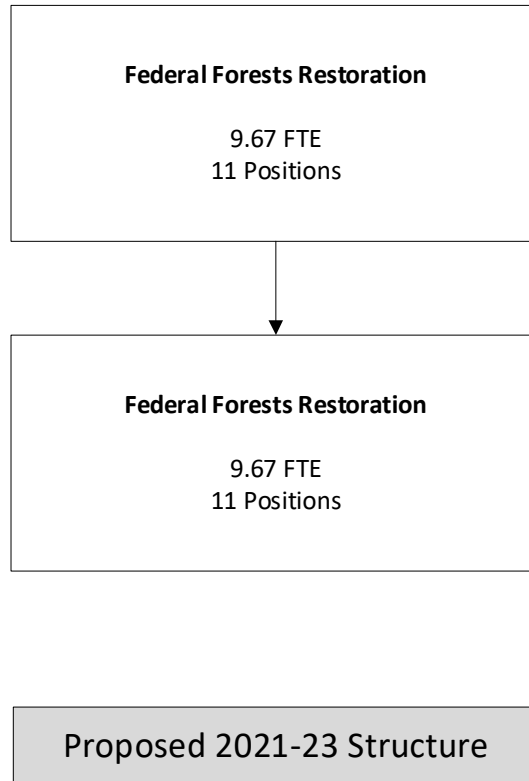 Federal Forests Restoration
9.67 FTE
11 Positions
Federal Forests Restoration
9.67 FTE
11 Positions
Proposed 2021-23 Structure